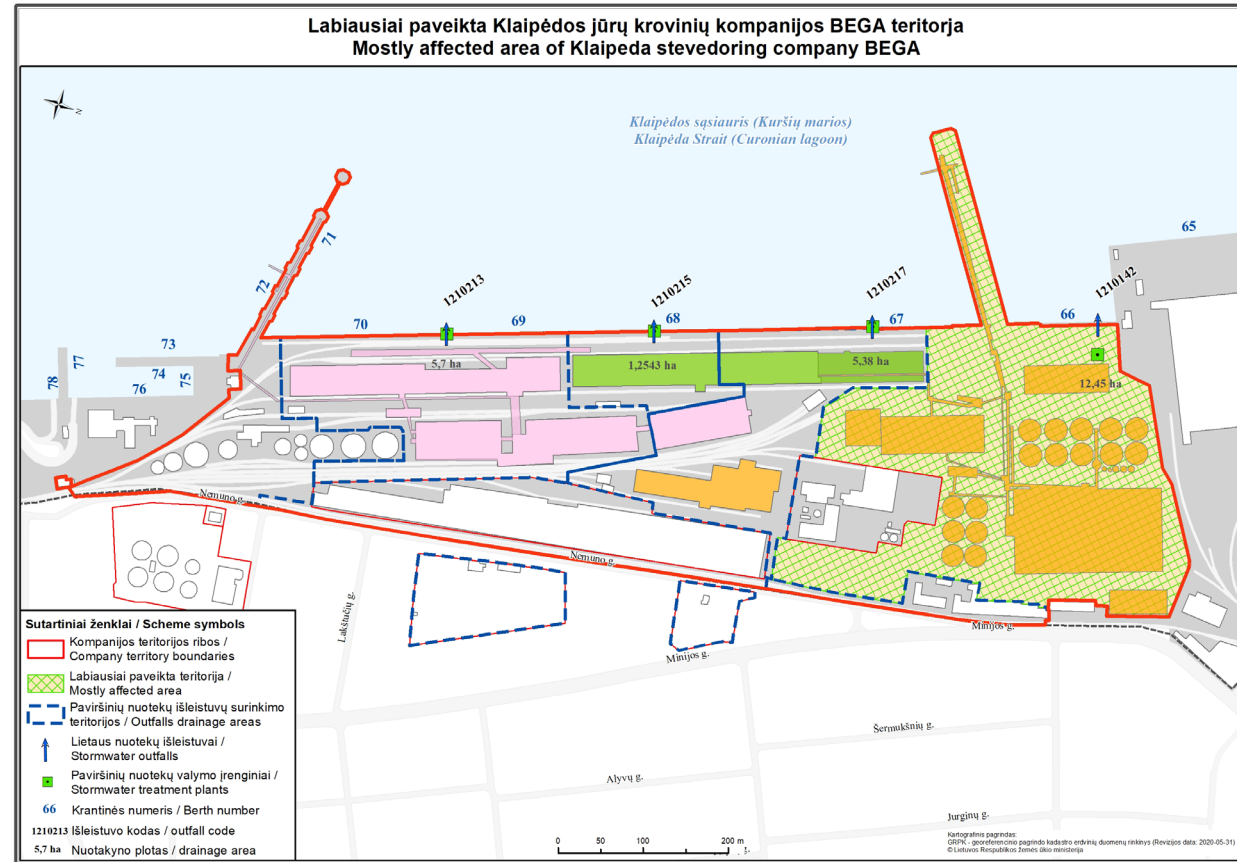 Labiausiai paveikta Klaipėdos jūrų krovinių kompanijos BEGA teritorja
Mostly affected area of Klaipeda stevedoring company BEGA
N
Klaipėdos sąsiauris (Kuršių marios)
Klaipėda Strait (Curonian lagoon)
65
71
72
1210213
1210215
1210217
1210142
70
69
68
67
66
73
77
74
78
76
75
5,7 ha
1,2543 ha
5,38 ha
12,45 ha
Nemuno g.
Nemuno g.
Lakštučių g.
Minijos g.
Minijos g.
Šermukšnių g.
Alyvų g.
Jurginų g.
Sutartiniai ženklai / Scheme symbols
Kompanijos teritorijos ribos /
Company territory boundaries
Labiausiai paveikta teritorija /
Mostly affected area
Paviršinių nuotekų išleistuvų surinkimo
teritorijos / Outfalls drainage areas
Lietaus nuotekų išleistuvai /
Stormwater outfalls
Paviršinių nuotekų valymo įrenginiai /
Stormwater treatment plants
66 Krantinės numeris / Berth number
1210213 Išleistuvo kodas / outfall code
5,7 ha Nuotakyno plotas / drainage area
0 50 100 200 m
Kartografinis pagrindas:
GRPK - georeferencinio pagrindo kadastro erdvinių duomenų rinkinys (Revizijos data: 2020-05-31)
© Lietuvos Respublikos žemės ūkio ministerija